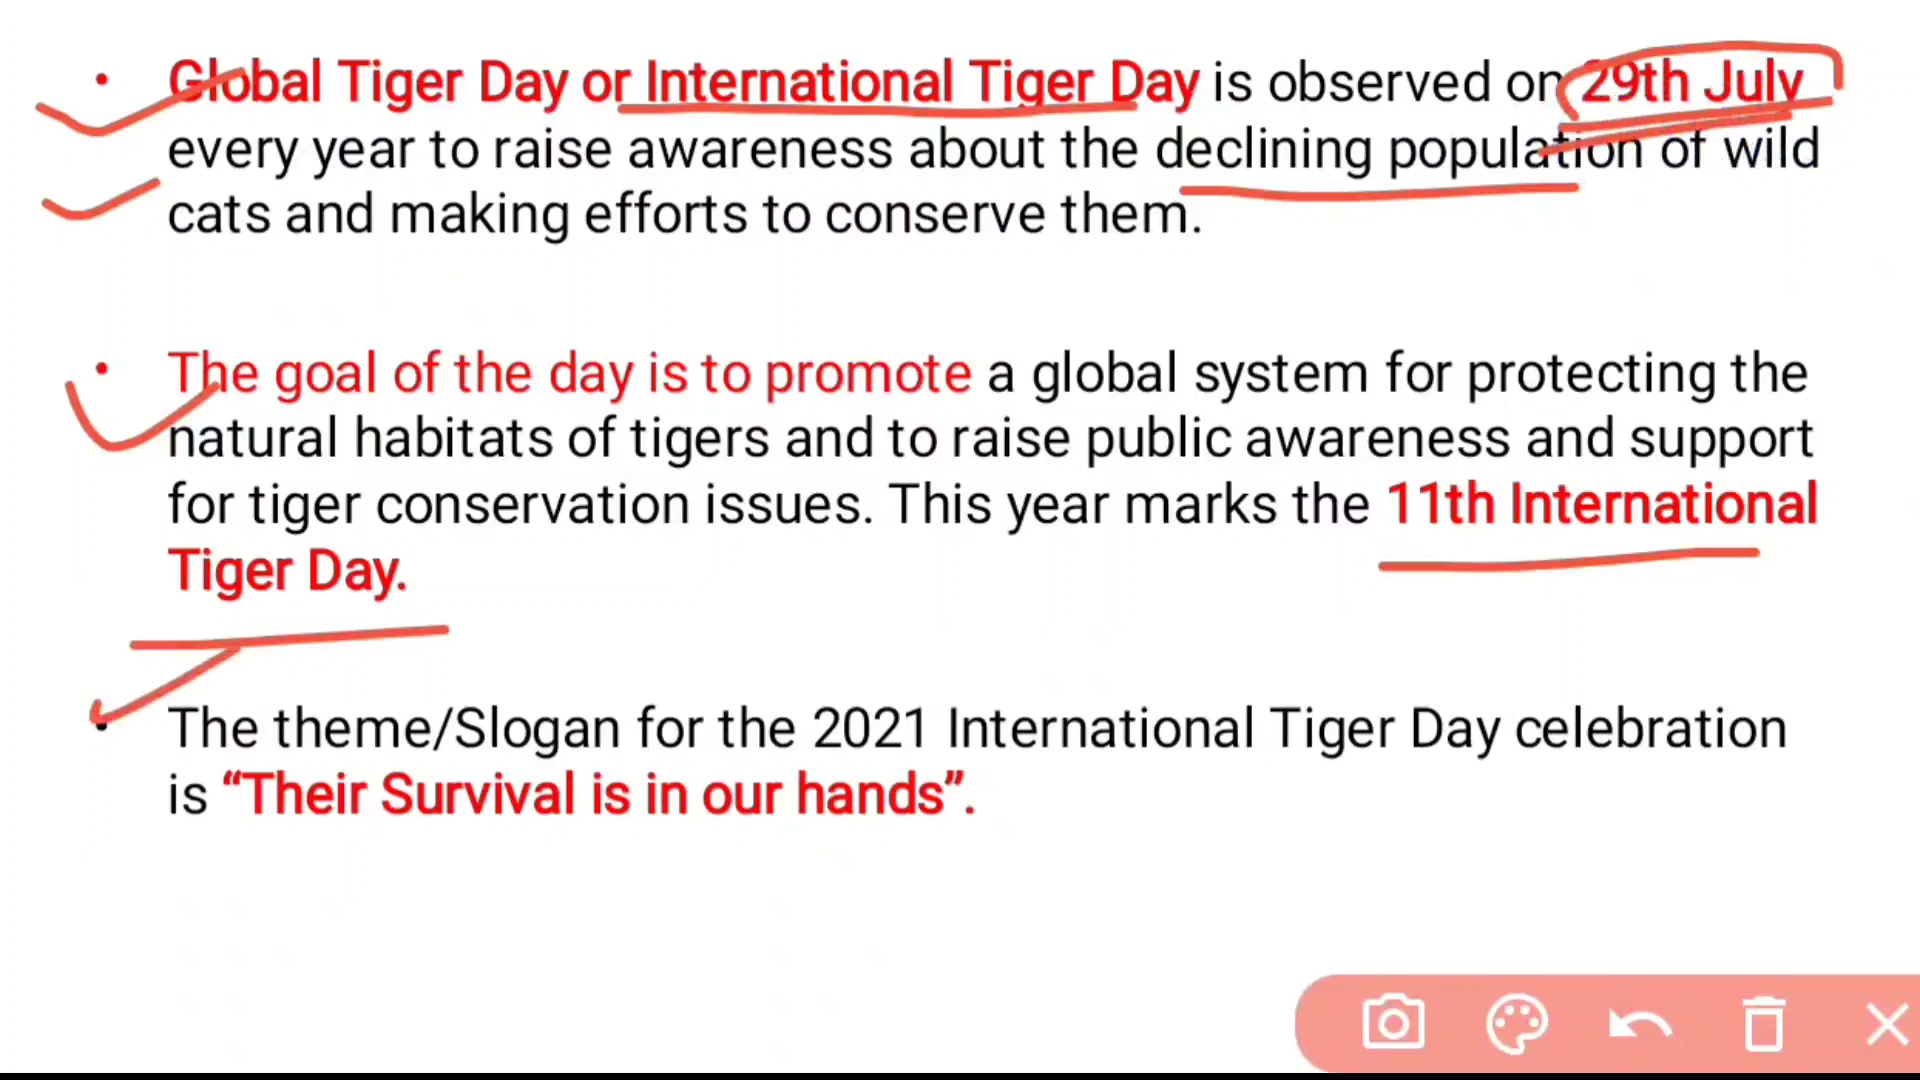 • Global Tiger Day or International Tiger Day is observed on 29th July
every year to raise awareness about the declining population of wild
cats and making efforts to conserve them.
• The goal of the day is to promote a global system for protecting the
natural habitats of tigers and to raise public awareness and support
for tiger conservation issues. This year marks the 11th International
Tiger Day.
• The theme/Slogan for the 2021 International Tiger Day celebration
is “Their Survival is in our hands”.